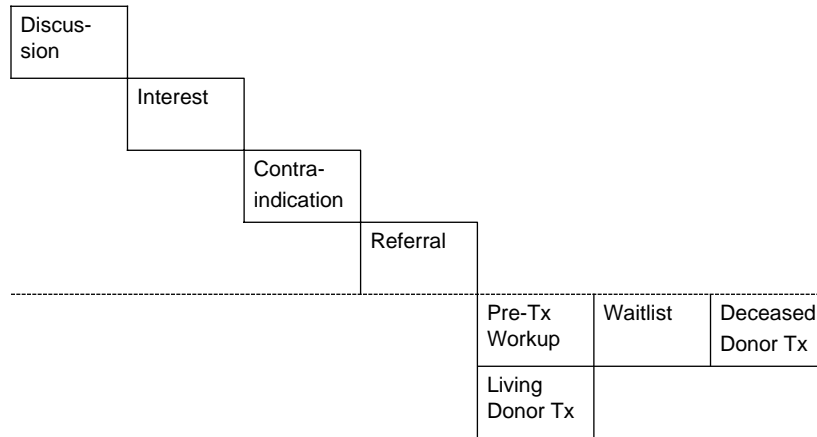 Discus-
sion
Interest
Contra-
indication
Referral
Pre-Tx
Workup
Waitlist
Deceased
Donor Tx
Living
Donor Tx